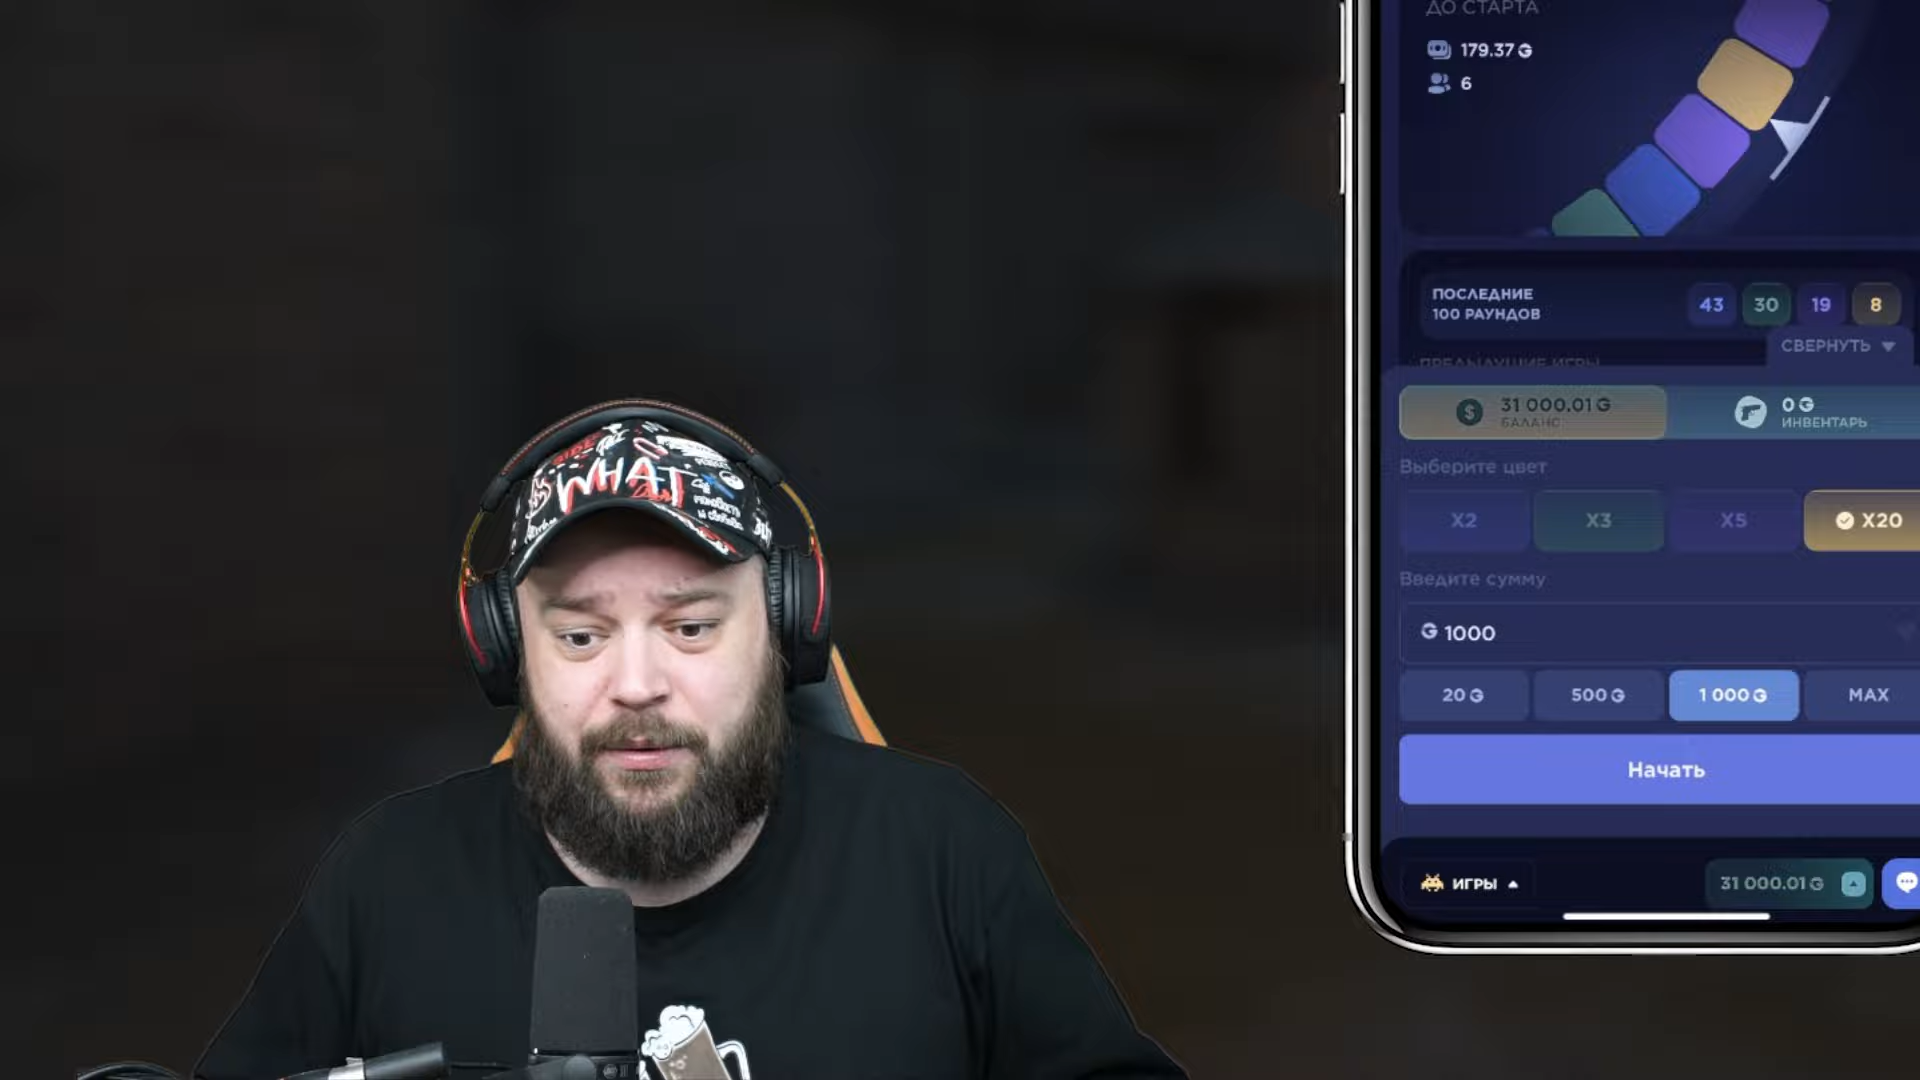 ДО СТАРТА
179.37 G
6
ПОСЛЕДНИЕ
100 РАУНДОВ
43 30 19 8
СВЕРНУТЬ
ПРЕДЫДУЩИЕ ИГРЫ
31 000.01 G
БАЛАНС
0 G
ИНВЕНТАРЬ
Выберите цвет
X2 X3 X5 X20
Введите сумму
G 1000
20 G 500 G 1 000 G MAX
Начать
ИГРЫ
31 000.01 G
WHAT